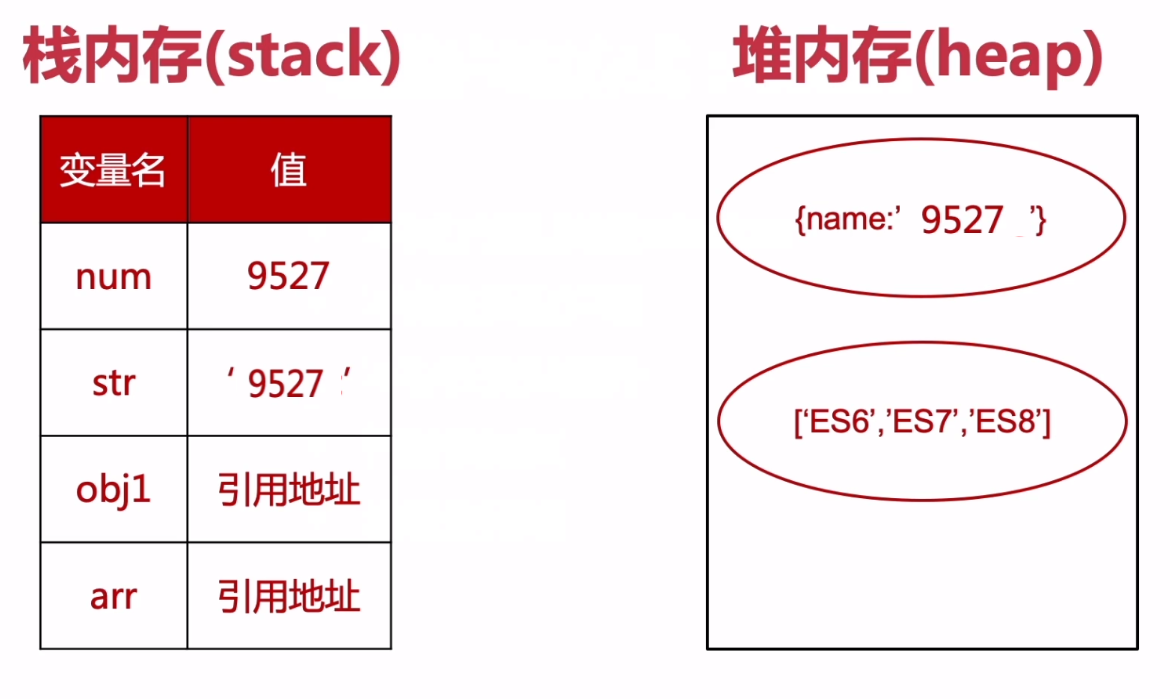 栈内存(stack)
堆内存(heap)
变量名 值
num 9527
str ‘ 9527 ’
obj1 引用地址
arr 引用地址
{name:’ 9527 ’}
[‘ES6’,’ES7’,’ES8’]